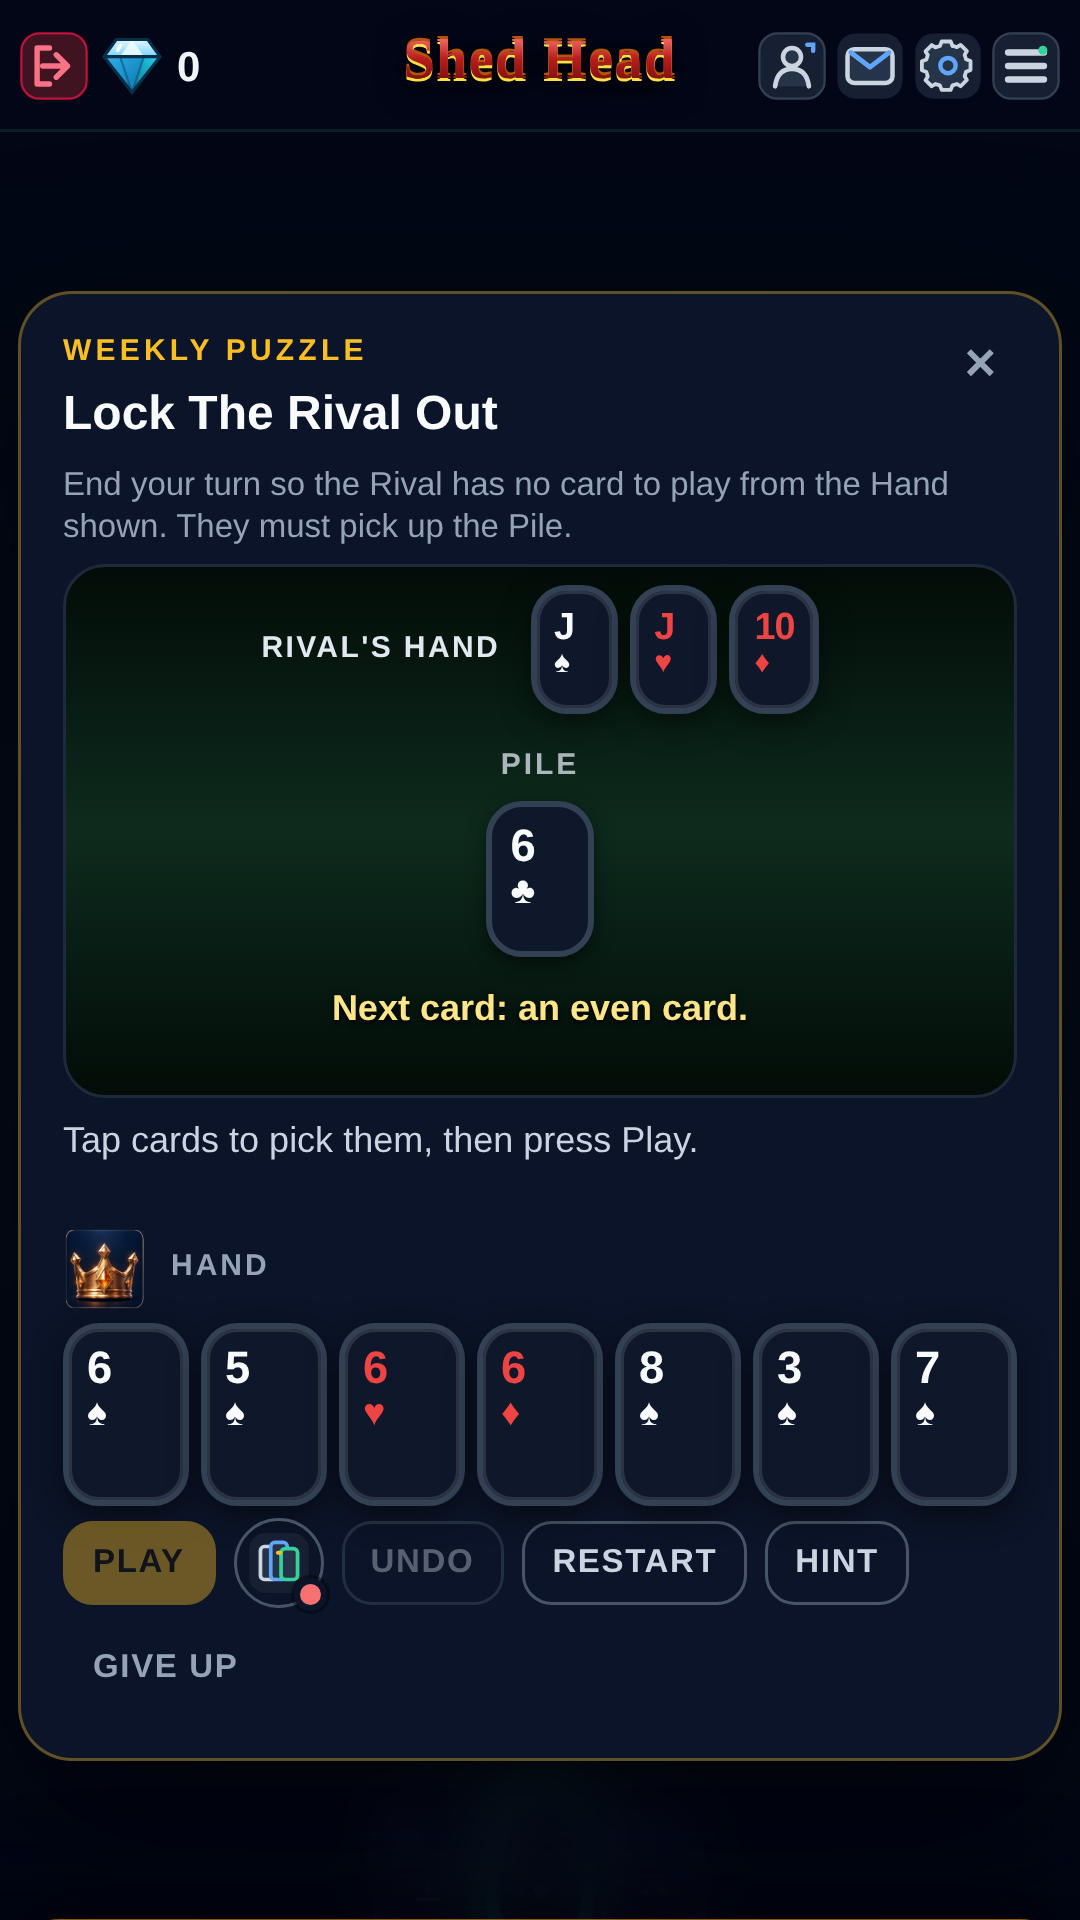 0
Shed Head
WEEKLY PUZZLE
Lock The Rival Out
End your turn so the Rival has no card to play from the Hand
shown. They must pick up the Pile.
RIVAL'S HAND
J♠ J♥ 10♦
PILE
6♣
Next card: an even card.
Tap cards to pick them, then press Play.
HAND
6♠ 5♠ 6♥ 6♦ 8♠ 3♠ 7♠
PLAY UNDO RESTART HINT
GIVE UP